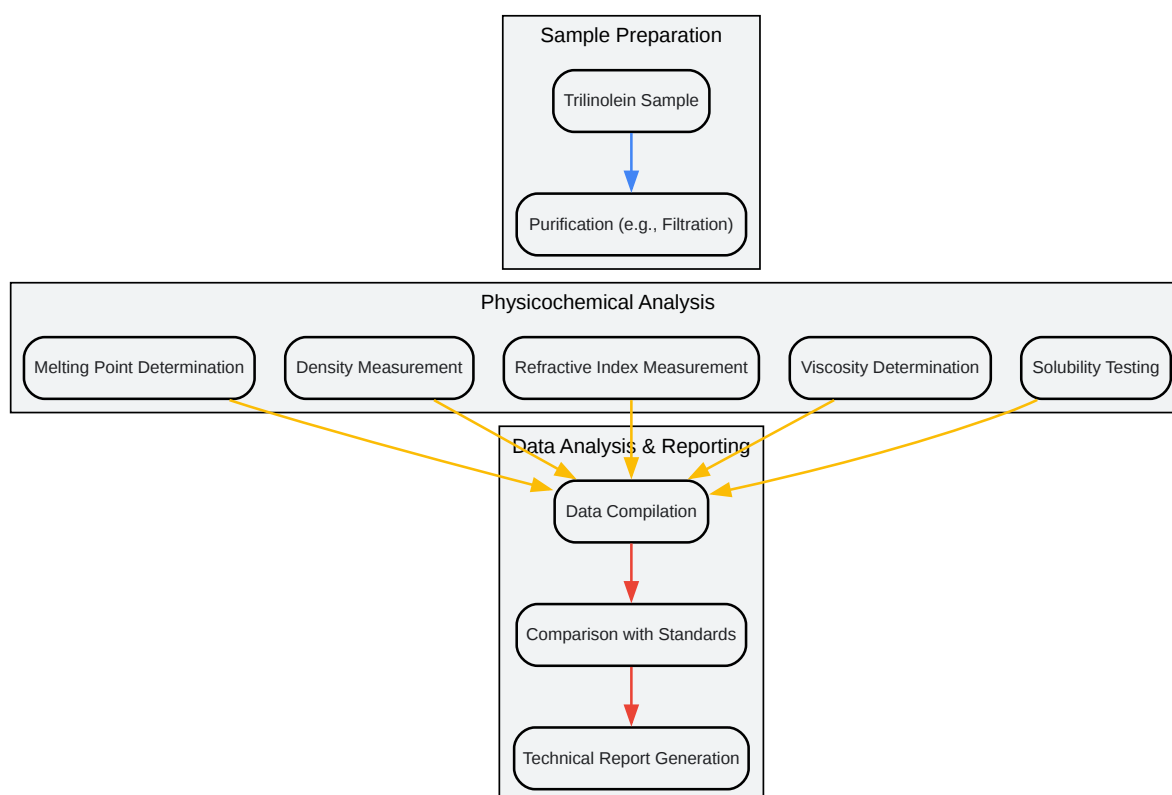 Sample Preparation
Trilinolein Sample
Purification (e.g., Filtration)
Physicochemical Analysis
Melting Point Determination
Density Measurement
Refractive Index Measurement
Viscosity Determination
Solubility Testing
Data Analysis & Reporting
Data Compilation
Comparison with Standards
Technical Report Generation